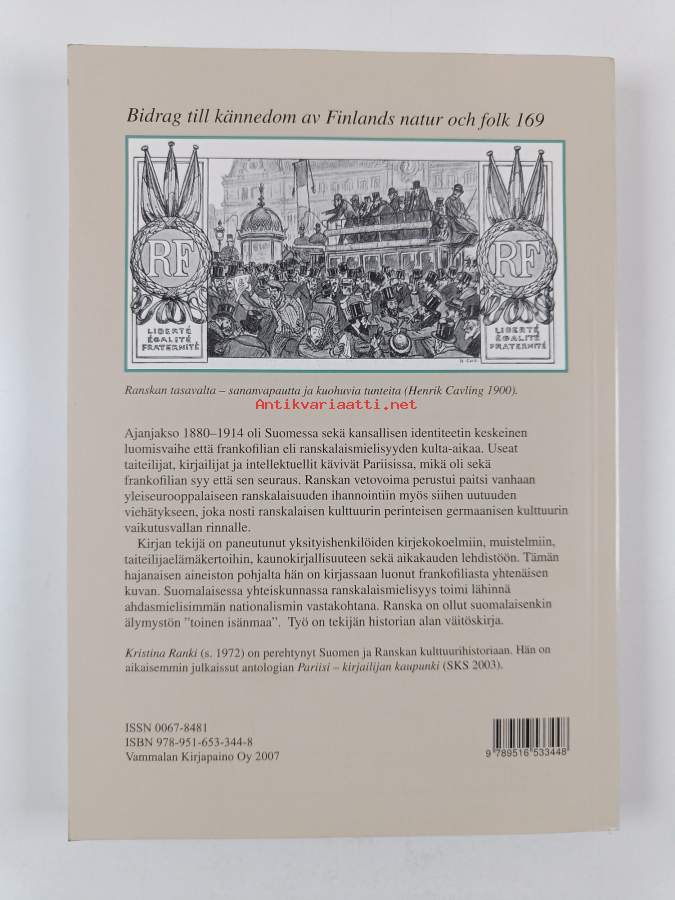 Bidrag till kännedom av Finlands natur och folk 169
RF
RF
LIBERTÉ
ÉGALITÉ
FRATERNITÉ
LIBERTÉ
ÉGALITÉ
FRATERNITÉ
Ranskan tasavalta – sananvapautta ja kuohuvia tunteita (Henrik Cavling 1900).
Antikvariaatti.net
Ajanjakso 1880–1914 oli Suomessa sekä kansallisen identiteetin keskeinen
luomisvaihe että frankofilian eli ranskalaismielisyyden kulta-aikaa. Useat
taiteilijat, kirjailijat ja intellektuellit kävivät Pariisissa, mikä oli sekä
frankofilian syy että sen seuraus. Ranskan vetovoima perustui paitsi vanhaan
yleiseurooppalaiseen ranskalaisuuden ihannointiin myös siihen uutuuden
viehätykseen, joka nosti ranskalaisen kulttuurin perinteisen germaanisen kulttuurin
vaikutusvallan rinnalle.
Kirjan tekijä on paneutunut yksityishenkilöiden kirjekokoelmiin, muistelmiin,
taiteilijaelämäkertoihin, kaunokirjallisuuteen sekä aikakauden lehdistöön. Tämän
hajanaisen aineiston pohjalta hän on kirjassaan luonut frankofiliasta yhtenäisen
kuvan. Suomalaisessa yhteiskunnassa ranskalaismielisyys toimi lähinnä
ahdasmielisimmän nationalismin vastakohtana. Ranska on ollut suomalaisenkin
älymystön "toinen isänmaa". Työ on tekijän historian alan väitöskirja.
Kristina Ranki (s. 1972) on perehtynyt Suomen ja Ranskan kulttuurihistoriaan. Hän on
aikaisemmin julkaissut antologian Pariisi – kirjailijan kaupunki (SKS 2003).
ISSN 0067-8481
ISBN 978-951-653-344-8
Vammalan Kirjapaino Oy 2007
9 789516 533448